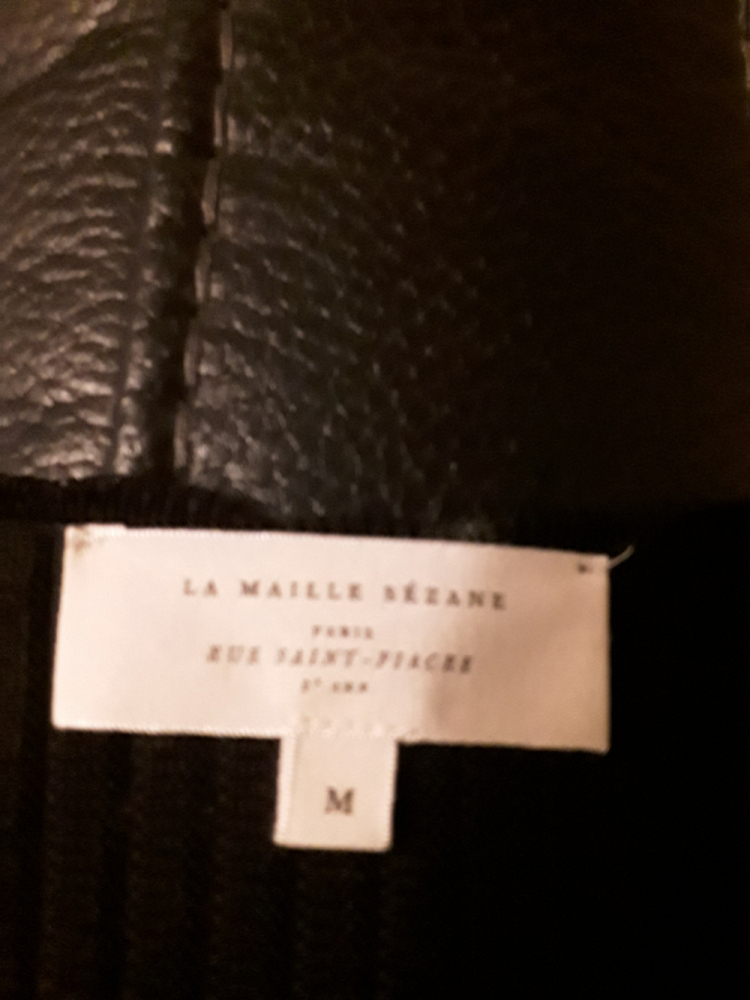 LA MAILLE SÉZANE
PARIS
RUE SAINT-FIACRE
M